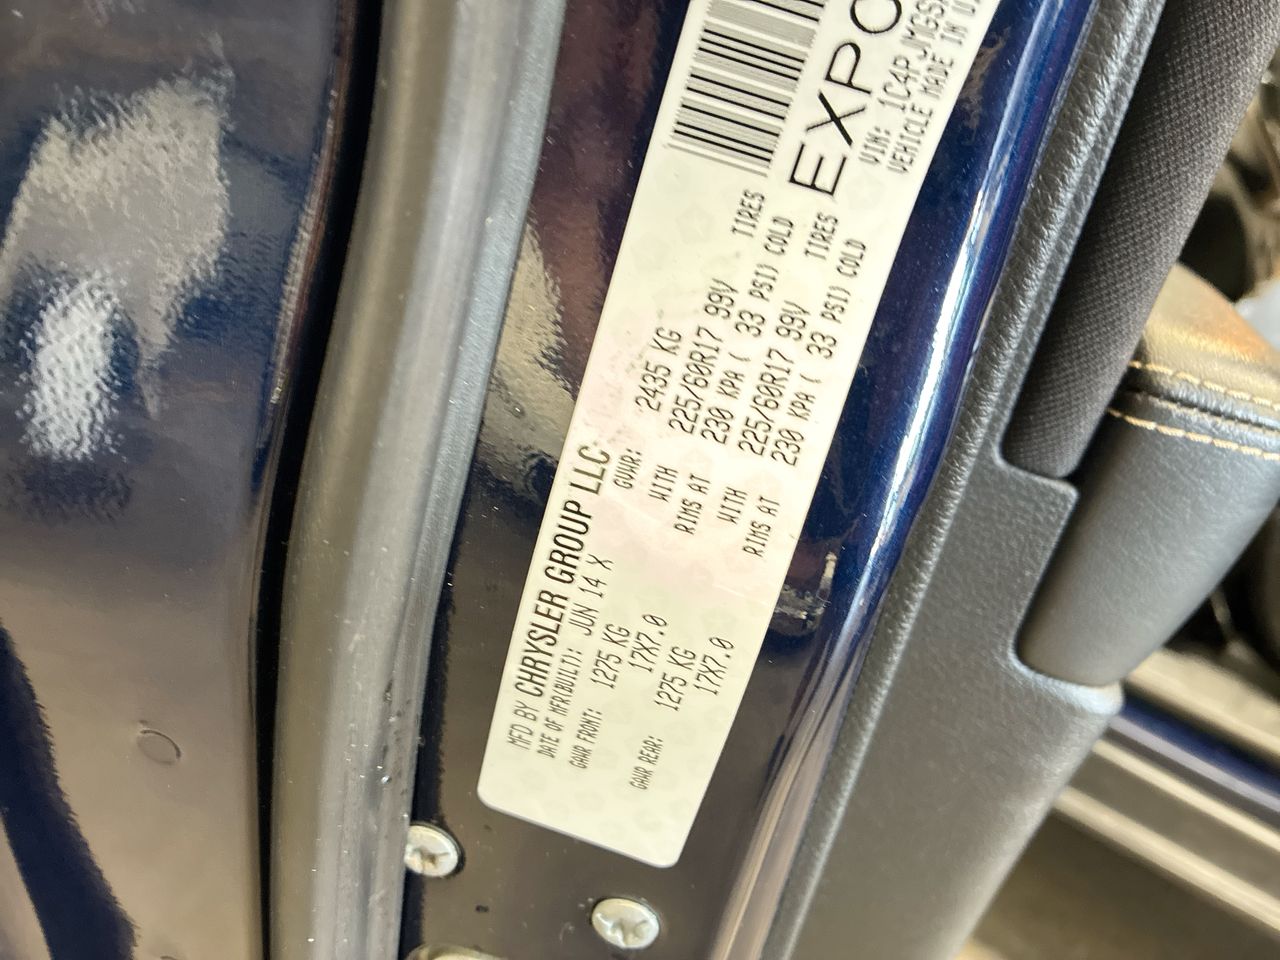 MFD BY CHRYSLER GROUP LLC
DATE OF MFR(BUILT): JUN 14 X GVWR: 2435 KG
GAWR FRONT: 1275 KG WITH 225/60R17 99V TIRES
17X7.0 RIMS AT 230 KPA ( 33 PSI) COLD
GAWR REAR: 1275 KG WITH 225/60R17 99V TIRES
17X7.0 RIMS AT 230 KPA ( 33 PSI) COLD
EXPO
VIN: 1C4PJMGS
VEHICLE MADE IN U